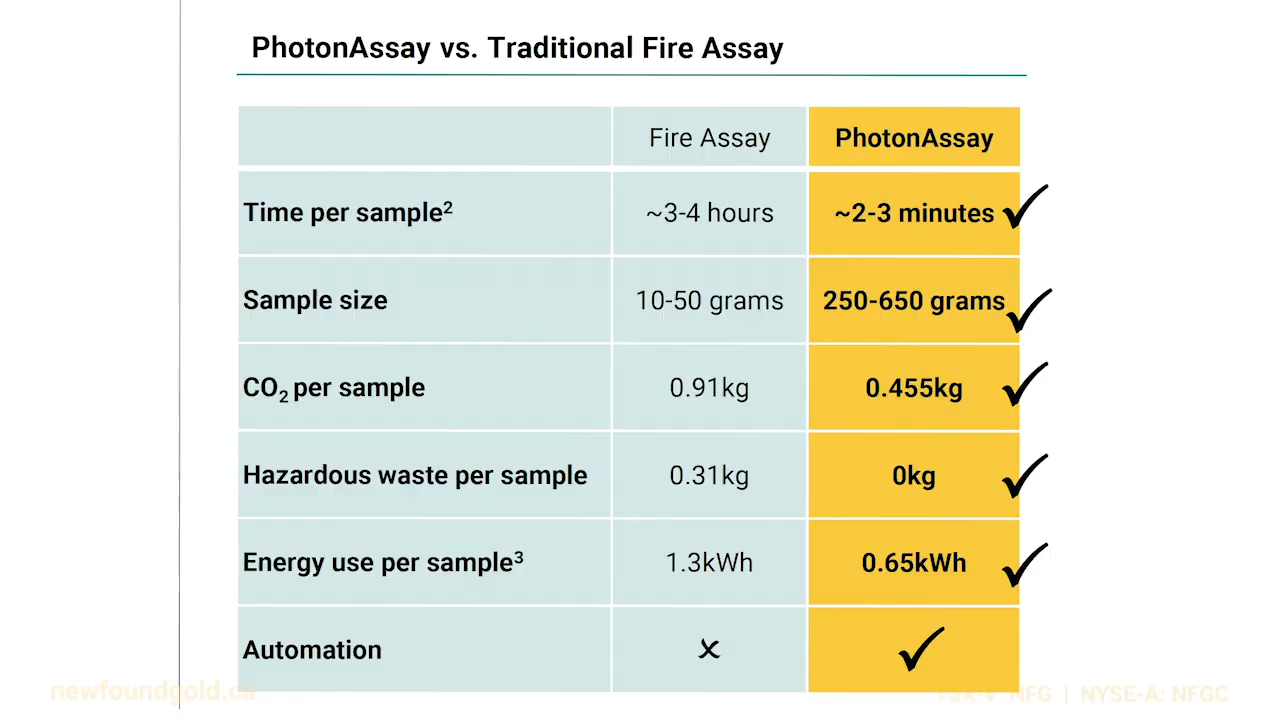 PhotonAssay vs. Traditional Fire Assay
Fire Assay PhotonAssay
Time per sample² ~3-4 hours ~2-3 minutes ✓
Sample size 10-50 grams 250-650 grams ✓
CO₂ per sample 0.91kg 0.455kg ✓
Hazardous waste per sample 0.31kg 0kg ✓
Energy use per sample³ 1.3kWh 0.65kWh ✓
Automation ✗ ✓
newfoundgold.ca TSX-V: NFG | NYSE-A: NFGC